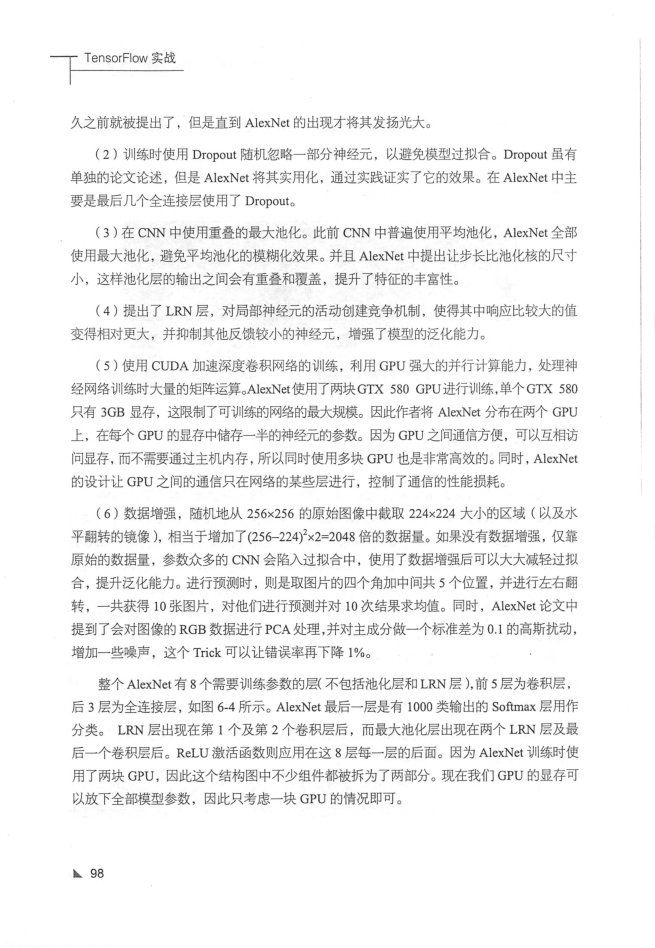 TensorFlow 实战
久之前就被提出了，但是直到 AlexNet 的出现才将其发扬光大。
（2）训练时使用 Dropout 随机忽略一部分神经元，以避免模型过拟合。Dropout 虽有
单独的论文论述，但是 AlexNet 将其实用化，通过实践证实了它的效果。在 AlexNet 中主
要是最后几个全连接层使用了 Dropout。
（3）在 CNN 中使用重叠的最大池化。此前 CNN 中普遍使用平均池化，AlexNet 全部
使用最大池化，避免平均池化的模糊化效果。并且 AlexNet 中提出让步长比池化核的尺寸
小，这样池化层的输出之间会有重叠和覆盖，提升了特征的丰富性。
（4）提出了 LRN 层，对局部神经元的活动创建竞争机制，使得其中响应比较大的值
变得相对更大，并抑制其他反馈较小的神经元，增强了模型的泛化能力。
（5）使用 CUDA 加速深度卷积网络的训练，利用 GPU 强大的并行计算能力，处理神
经网络训练时大量的矩阵运算。AlexNet 使用了两块 GTX 580 GPU 进行训练，单个 GTX 580
只有 3GB 显存，这限制了可训练的网络的最大规模。因此作者将 AlexNet 分布在两个 GPU
上，在每个 GPU 的显存中储存一半的神经元的参数。因为 GPU 之间通信方便，可以互相访
问显存，而不需要通过主机内存，所以同时使用多块 GPU 也是非常高效的。同时，AlexNet
的设计让 GPU 之间的通信只在网络的某些层进行，控制了通信的性能损耗。
（6）数据增强，随机地从 256×256 的原始图像中截取 224×224 大小的区域（以及水
平翻转的镜像），相当于增加了(256–224)²×2=2048 倍的数据量。如果没有数据增强，仅靠
原始的数据量，参数众多的 CNN 会陷入过拟合中，使用了数据增强后可以大大减轻过拟
合，提升泛化能力。进行预测时，则是取图片的四个角加中间共 5 个位置，并进行左右翻
转，一共获得 10 张图片，对他们进行预测并对 10 次结果求均值。同时，AlexNet 论文中
提到了会对图像的 RGB 数据进行 PCA 处理，并对主成分做一个标准差为 0.1 的高斯扰动，
增加一些噪声，这个 Trick 可以让错误率再下降 1%。
整个 AlexNet 有 8 个需要训练参数的层（不包括池化层和 LRN 层），前 5 层为卷积层，
后 3 层为全连接层，如图 6-4 所示。AlexNet 最后一层是有 1000 类输出的 Softmax 层用作
分类。 LRN 层出现在第 1 个及第 2 个卷积层后，而最大池化层出现在两个 LRN 层及最
后一个卷积层后。ReLU 激活函数则应用在这 8 层每一层的后面。因为 AlexNet 训练时使
用了两块 GPU，因此这个结构图中不少组件都被拆为了两部分。现在我们 GPU 的显存可
以放下全部模型参数，因此只考虑一块 GPU 的情况即可。
98